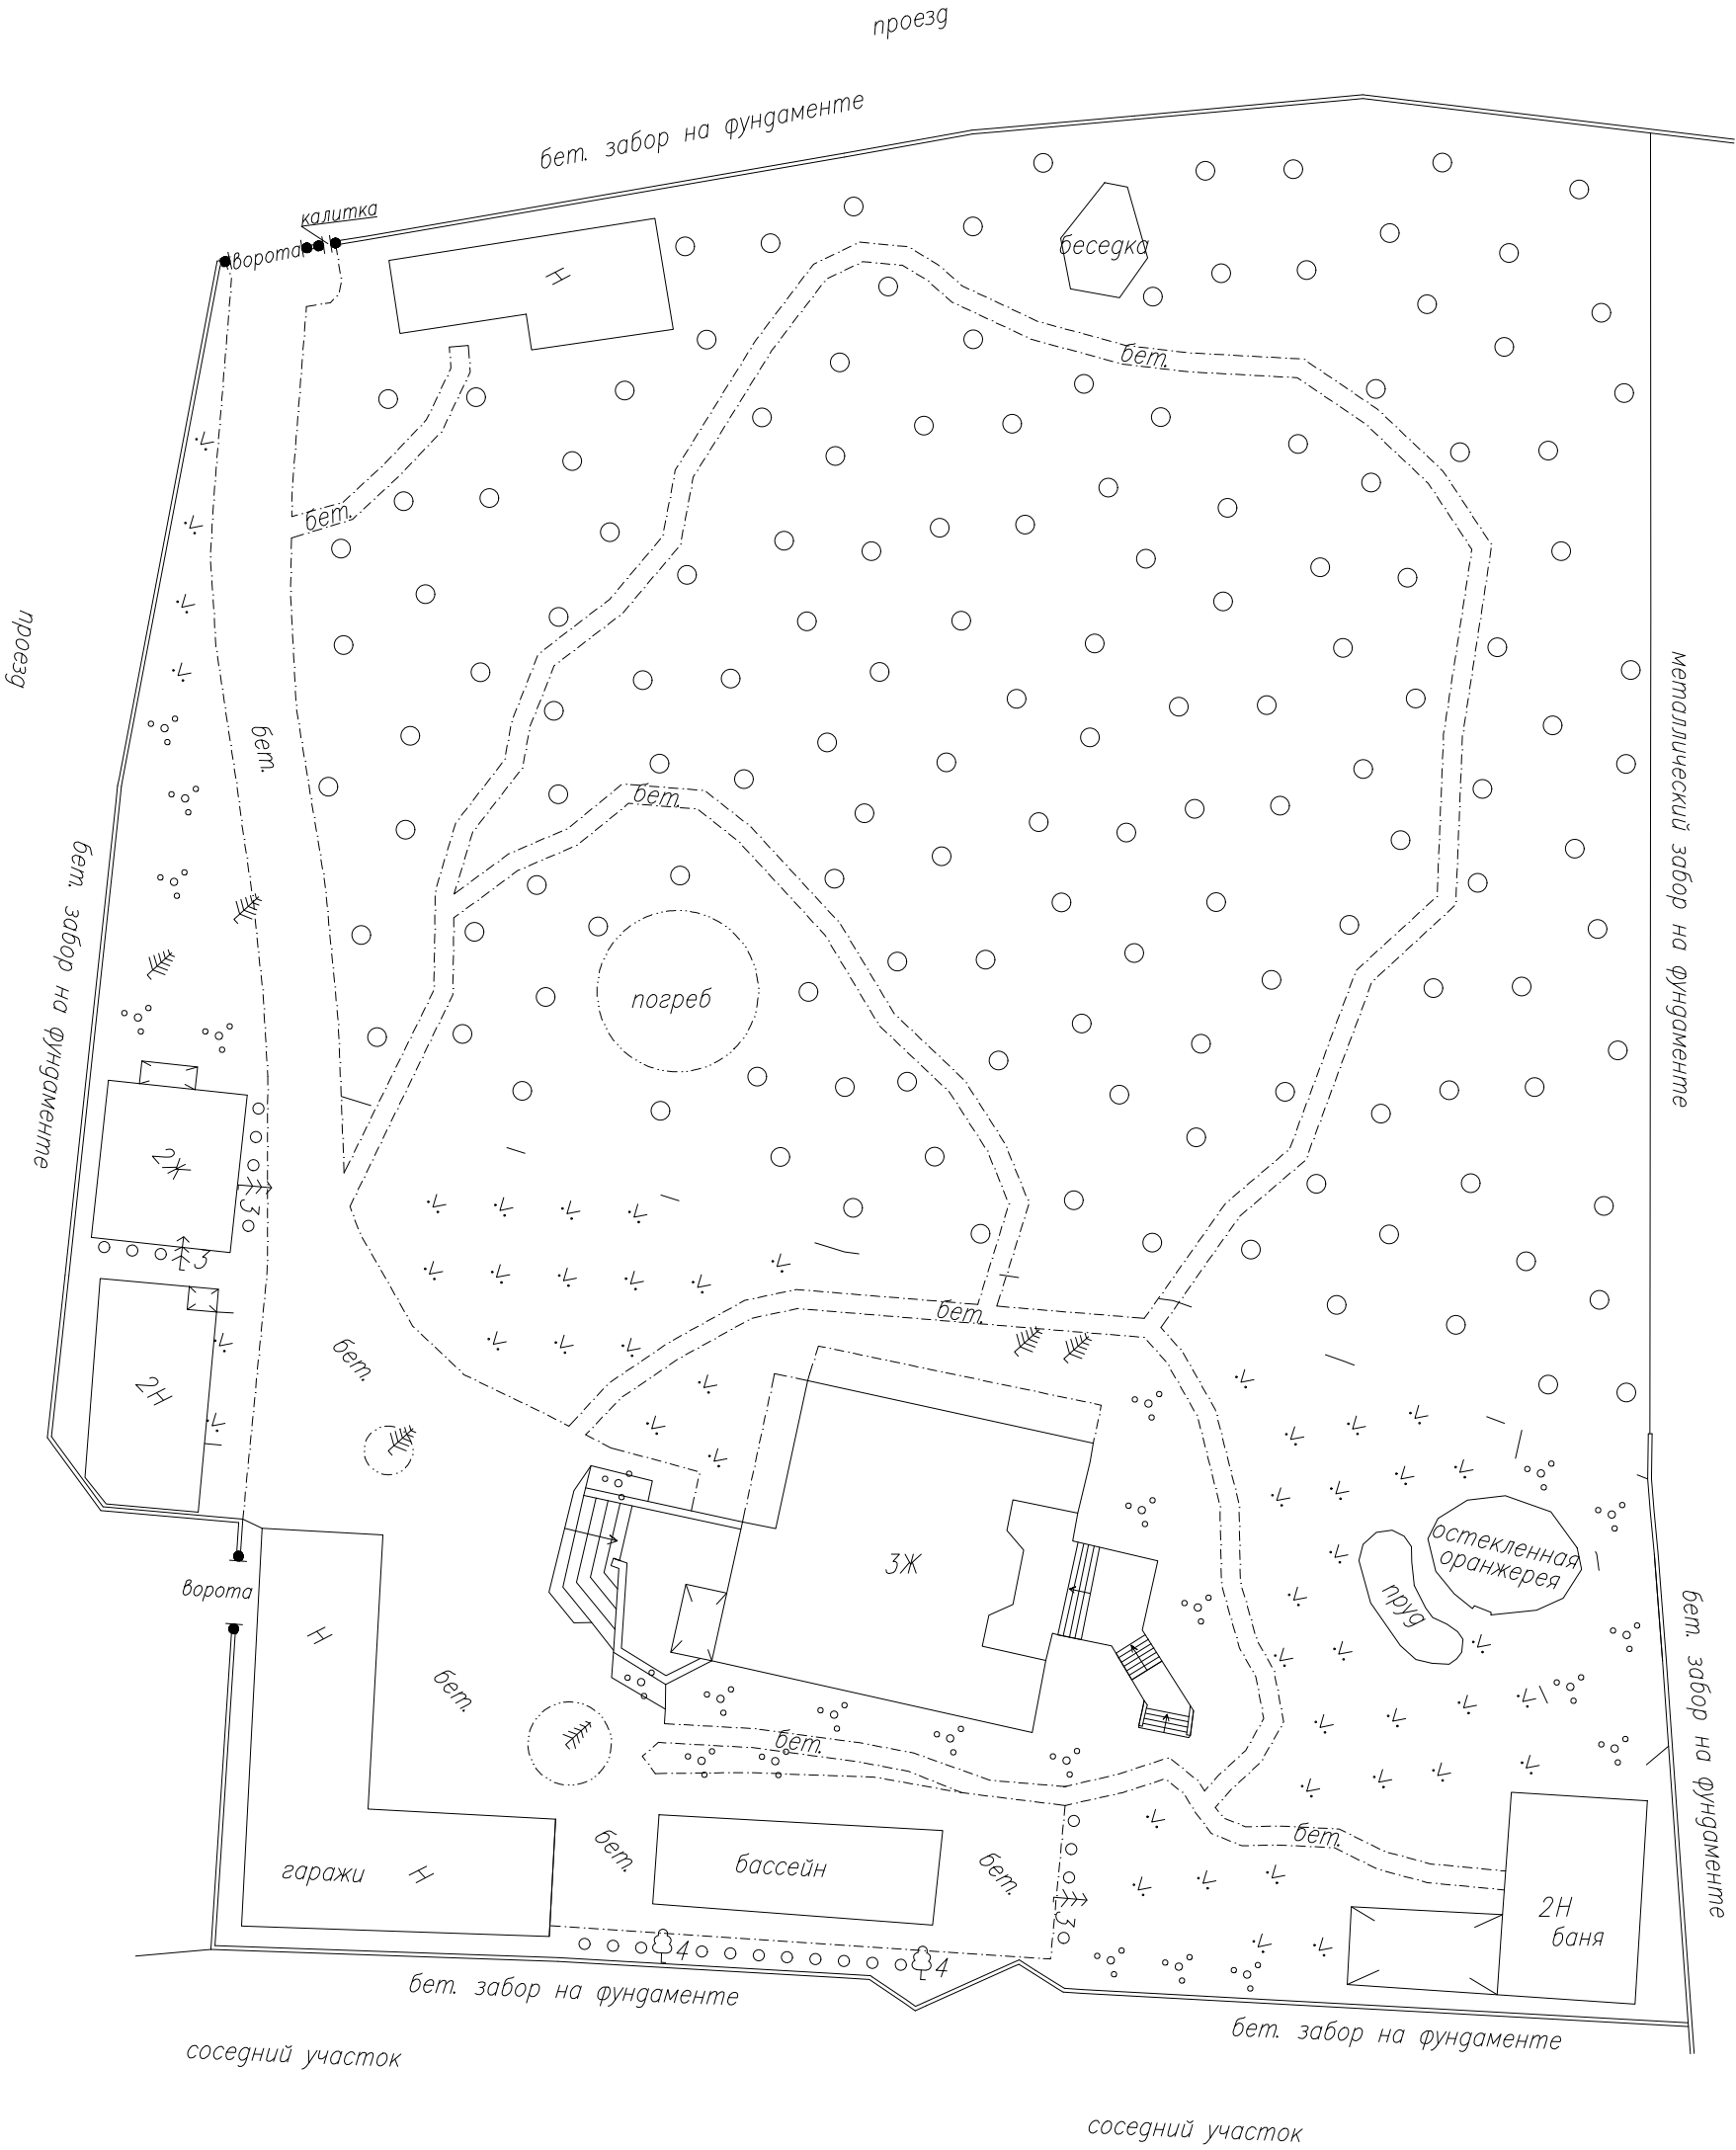 проезд
бет. забор на фундаменте
калитка
ворота
Н
беседка
бет.
бет.
проезд
металический забор на фундаменте
бет.
бет.
бет. забор на фундаменте
погреб
2Ж
3
3
бет.
2Н
бет.
3Ж
остекленная
оранжерея
пруд
ворота
Н
бет.
бет. забор на фундаменте
бет.
бет.
бет.
бассейн
бет.
гаражи
Н
3
2Н
баня
4
4
бет. забор на фундаменте
бет. забор на фундаменте
соседний участок
соседний участок